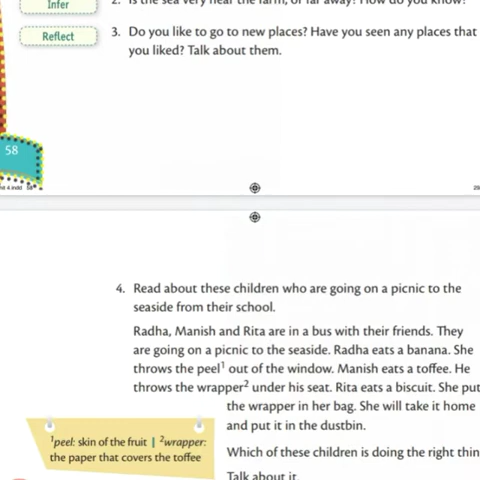 Infer
2. Is the sea very near the farm, or far away? How do you know?
Reflect
3. Do you like to go to new places? Have you seen any places that
you liked? Talk about them.
58
4. Read about these children who are going on a picnic to the
seaside from their school.
Radha, Manish and Rita are in a bus with their friends. They
are going on a picnic to the seaside. Radha eats a banana. She
throws the peel¹ out of the window. Manish eats a toffee. He
throws the wrapper² under his seat. Rita eats a biscuit. She put
the wrapper in her bag. She will take it home
and put it in the dustbin.
¹peel: skin of the fruit | ²wrapper:
the paper that covers the toffee
Which of these children is doing the right thin
Talk about it.